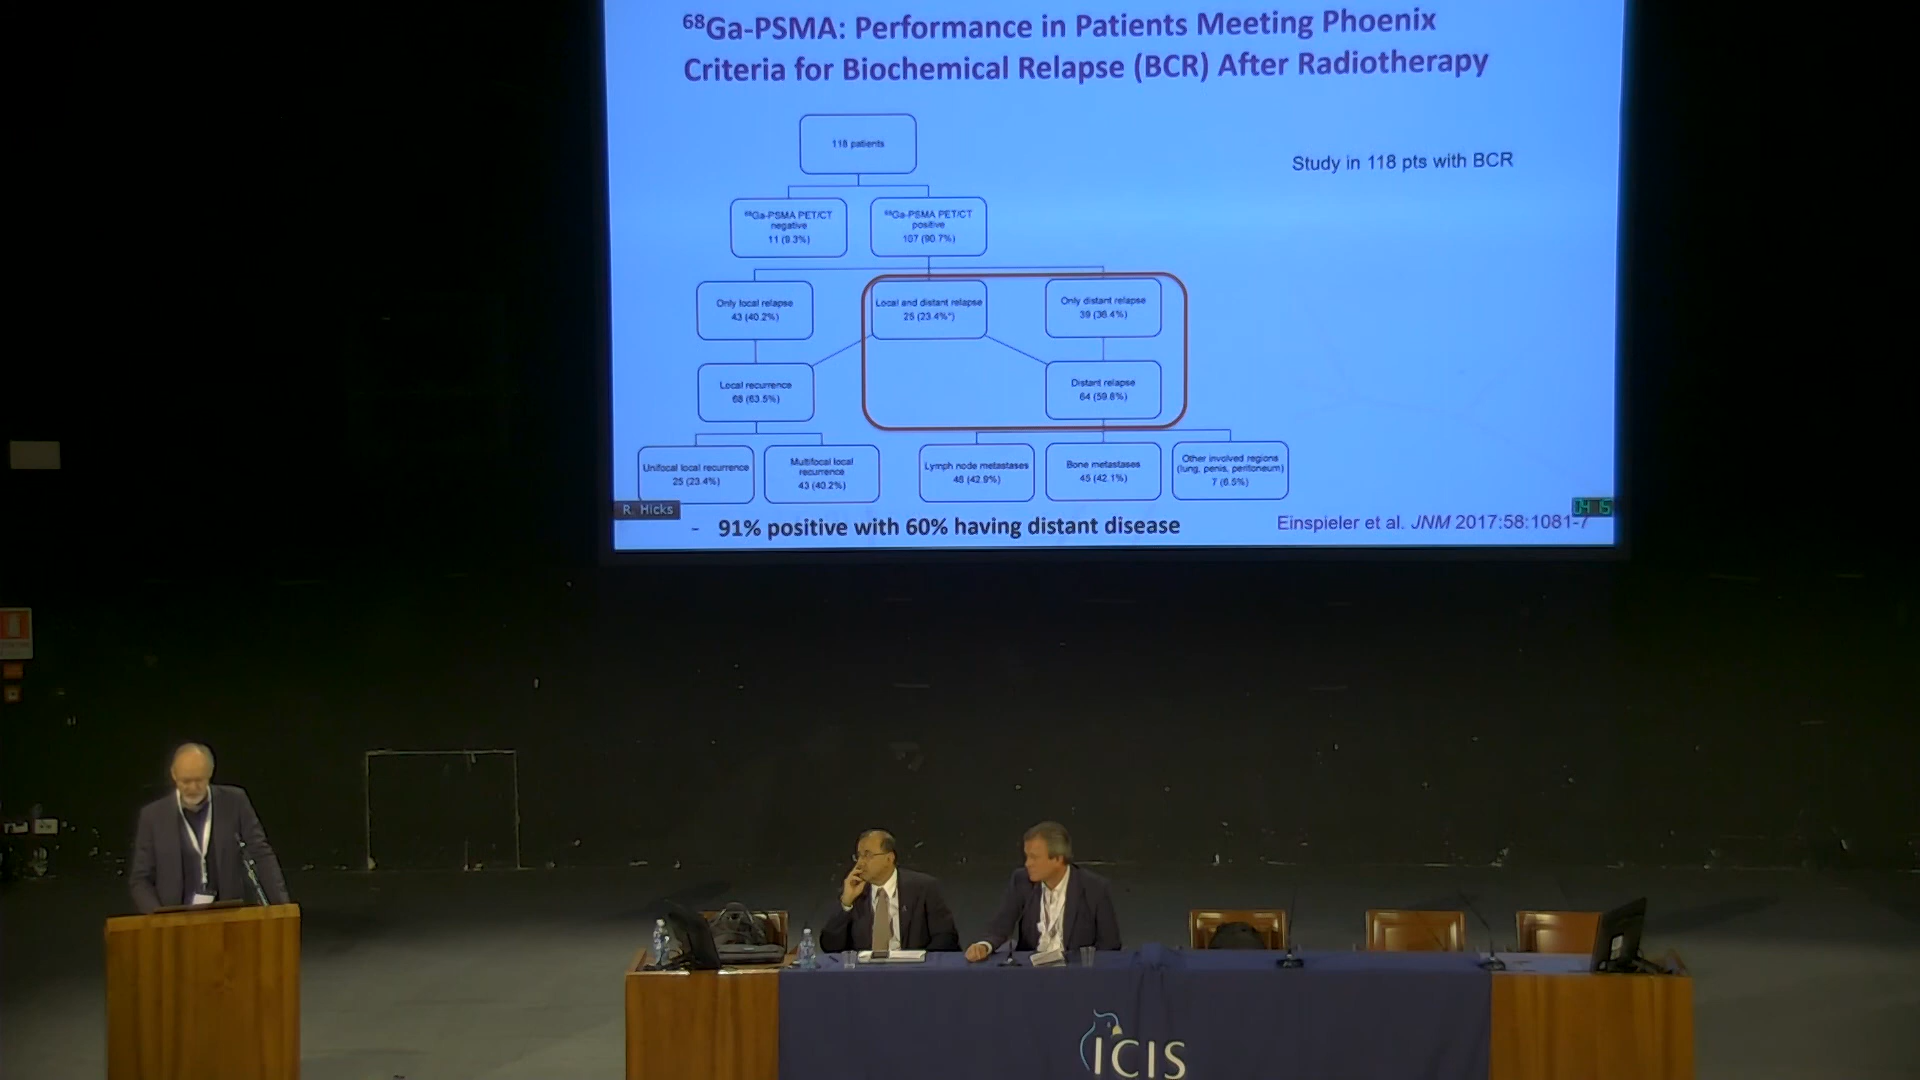 ⁶⁸Ga-PSMA: Performance in Patients Meeting Phoenix
Criteria for Biochemical Relapse (BCR) After Radiotherapy
118 patients
Study in 118 pts with BCR
⁶⁸Ga-PSMA PET/CT
negative
11 (9.3%)
⁶⁸Ga-PSMA PET/CT
positive
107 (90.7%)
Only local relapse
43 (40.2%)
Local and distant relapse
25 (23.4%*)
Only distant relapse
39 (36.4%)
Local recurrence
68 (63.5%)
Distant relapse
64 (59.8%)
Unifocal local recurrence
25 (23.4%)
Multifocal local
recurrence
43 (40.2%)
Lymph node metastases
46 (42.9%)
Bone metastases
45 (42.1%)
Other involved regions
(lung, penis, peritoneum)
7 (6.5%)
R. Hicks
- 91% positive with 60% having distant disease
Einspieler et al. JNM 2017:58:1081-7
ICIS